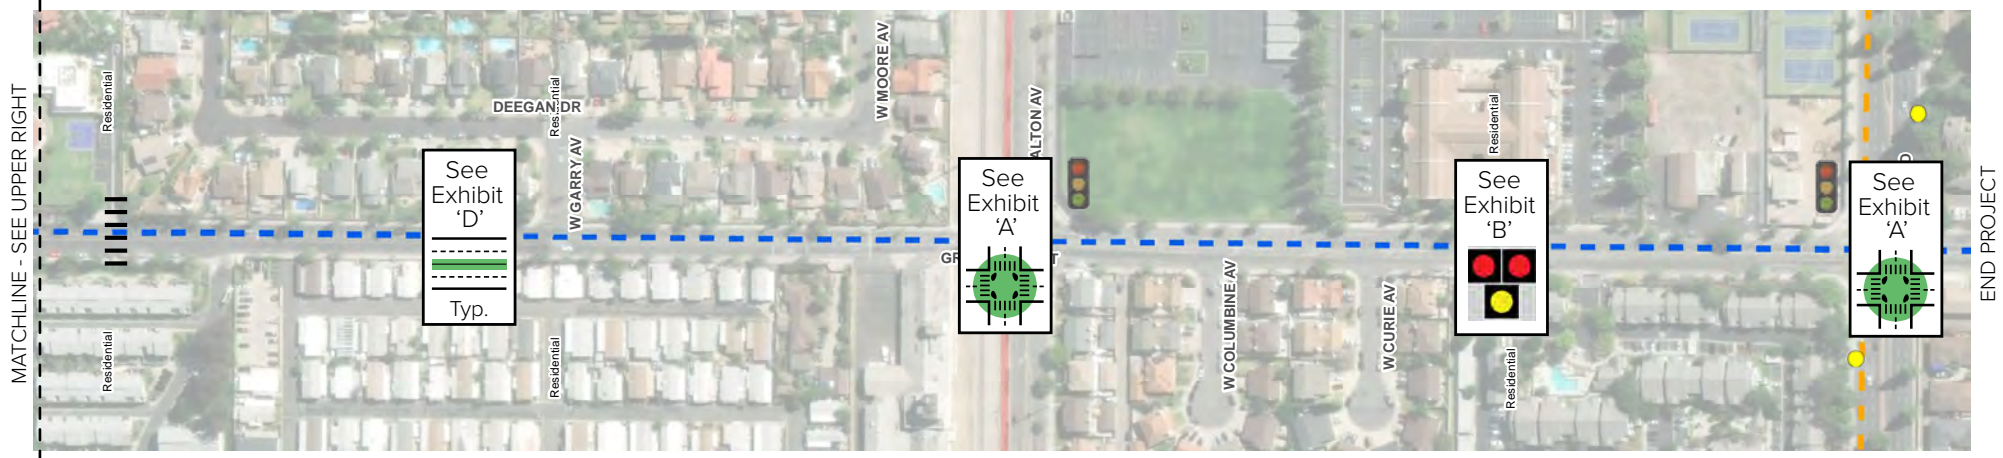 MATCHLINE - SEE UPPER RIGHT
Residential
Residential
See
Exhibit
‘D’
Typ.
DEEGAN DR
Residential
W GARRY AV
Residential
W MOORE AV
ALTON AV
See
Exhibit
‘A’
W COLUMBINE AV
W CURIE AV
Residential
See
Exhibit
‘B’
Residential
See
Exhibit
‘A’
END PROJECT